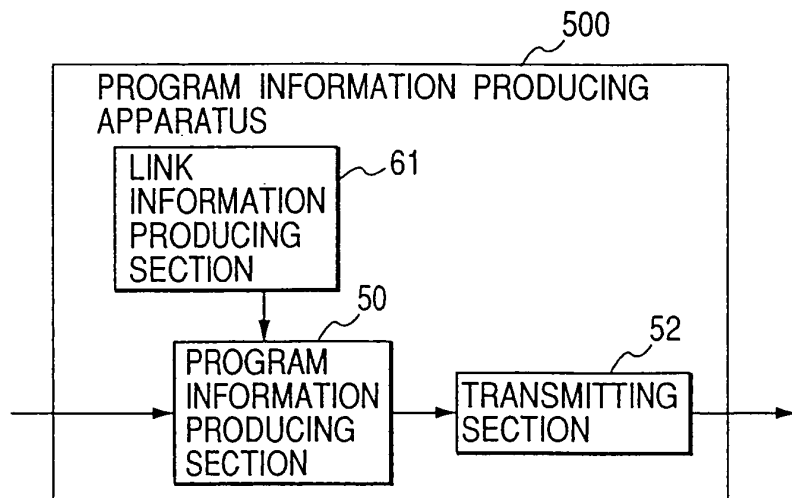 500
PROGRAM INFORMATION PRODUCING
APPARATUS
LINK
INFORMATION
PRODUCING
SECTION
61
50
PROGRAM
INFORMATION
PRODUCING
SECTION
52
TRANSMITTING
SECTION